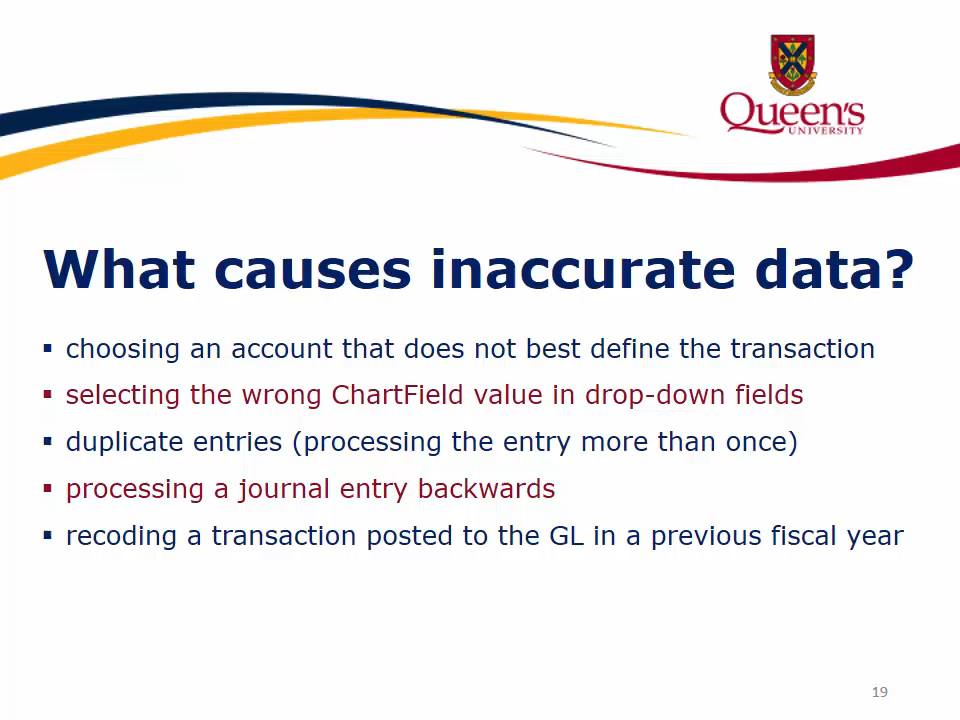 Queen's
UNIVERSITY
What causes inaccurate data?
▪ choosing an account that does not best define the transaction
▪ selecting the wrong ChartField value in drop-down fields
▪ duplicate entries (processing the entry more than once)
▪ processing a journal entry backwards
▪ recoding a transaction posted to the GL in a previous fiscal year
19